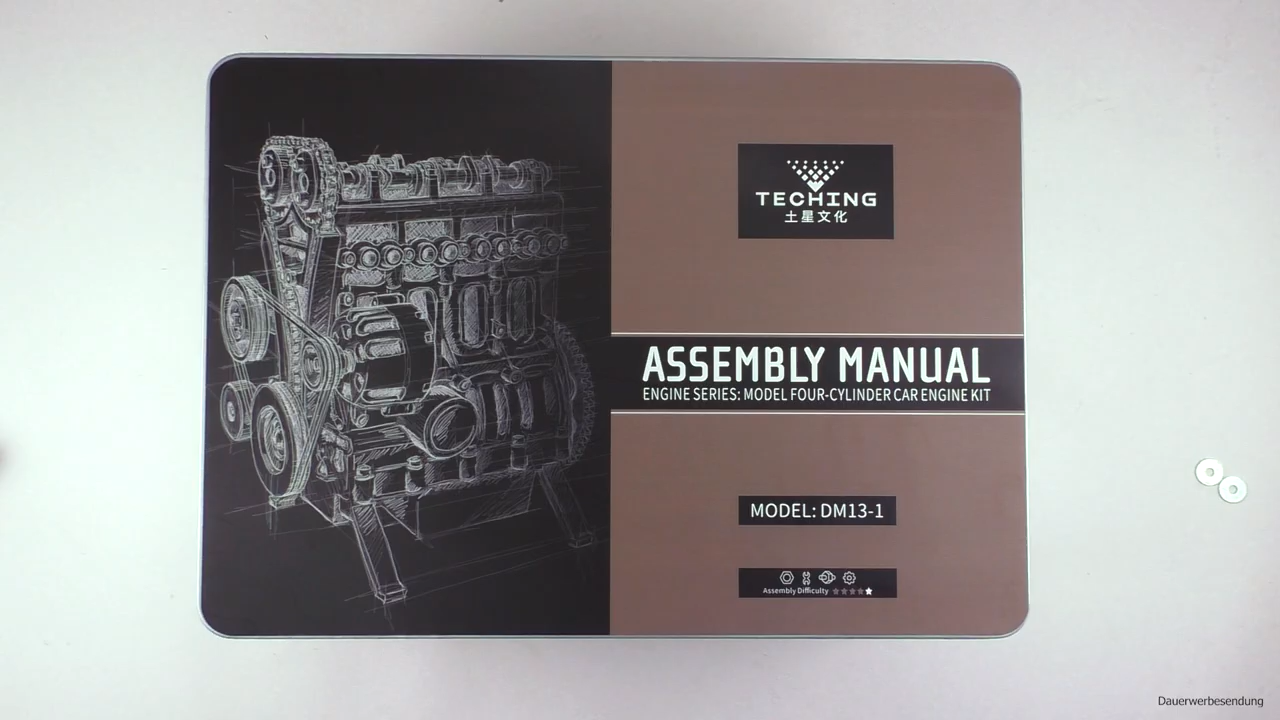 TECHING
土星文化
ASSEMBLY MANUAL
ENGINE SERIES: MODEL FOUR-CYLINDER CAR ENGINE KIT
MODEL: DM13-1
Assembly Difficulty
Dauerwerbesendung